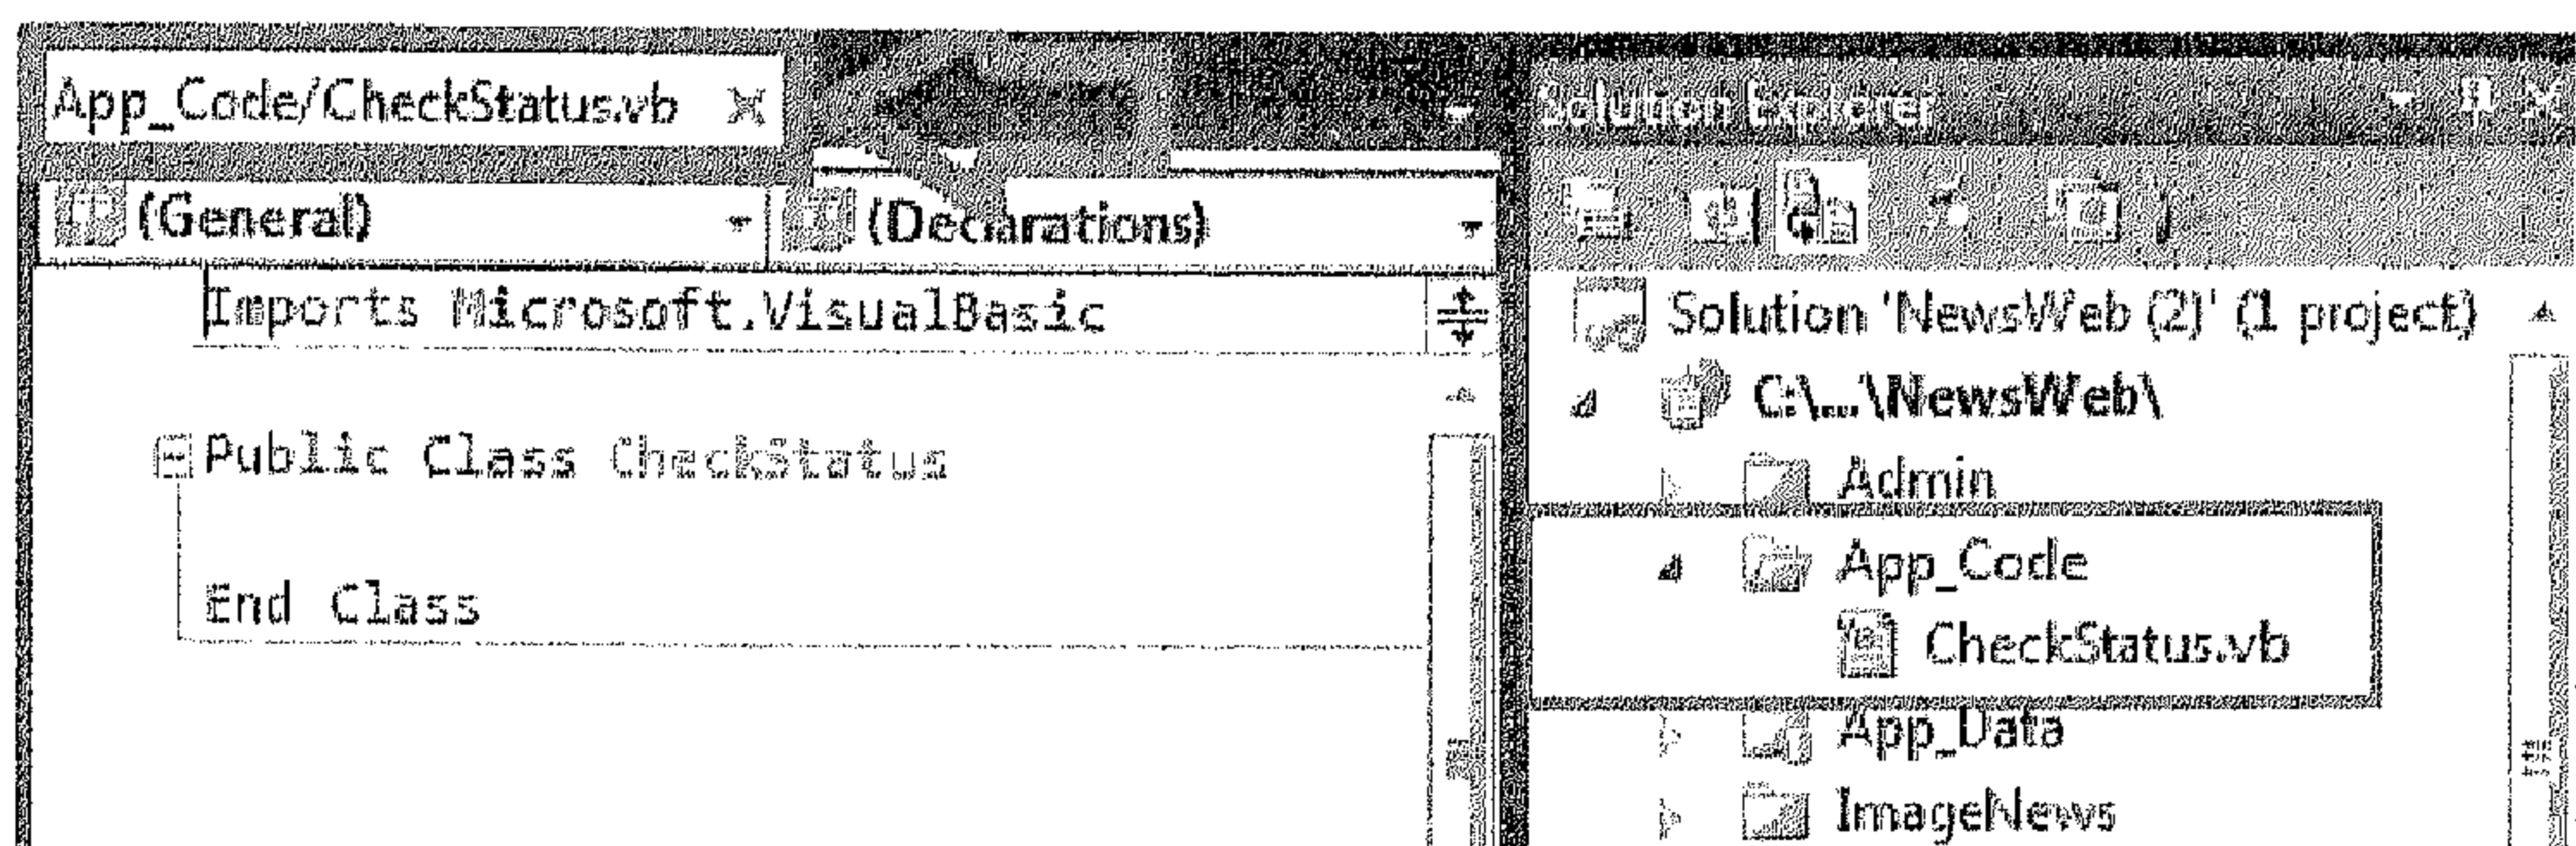 App_Code/CheckStatus.vb
(General)
(Declarations)
Imports Microsoft.VisualBasic
Public Class CheckStatus
End Class
Solution Explorer
Solution 'NewsWeb (2)' (1 project)
C:\...\NewsWeb\
Admin
App_Code
CheckStatus.vb
App_Data
ImageNews